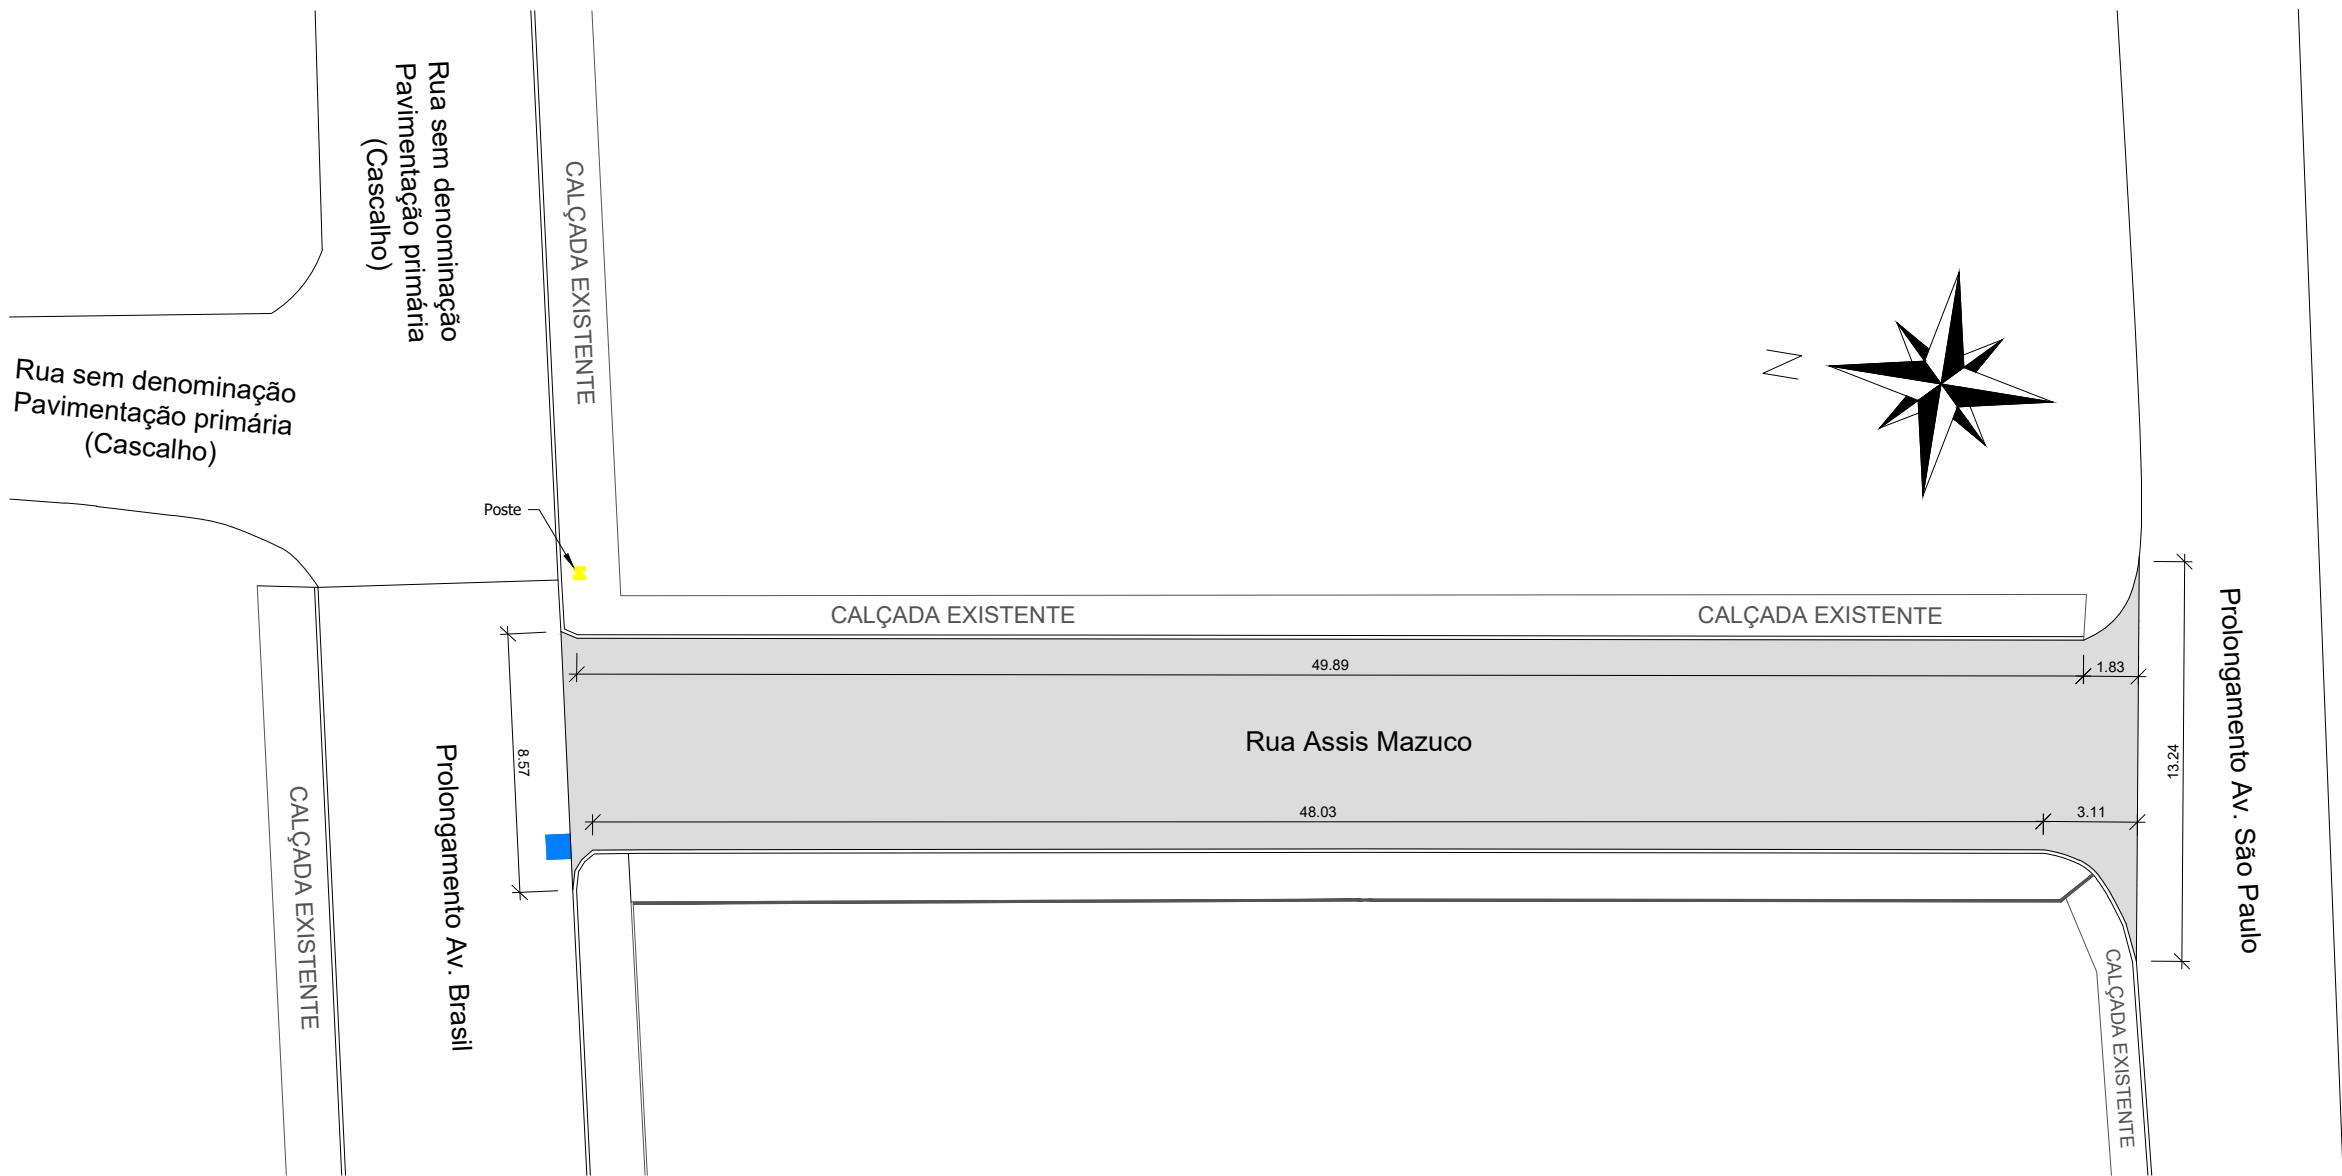 Rua sem denominação
Pavimentação primária
(Cascalho)
CALÇADA EXISTENTE
Rua sem denominação
Pavimentação primária
(Cascalho)
N
Poste
CALÇADA EXISTENTE
CALÇADA EXISTENTE
49.89
1.83
Rua Assis Mazuco
8.57
13.24
48.03
3.11
Prolongamento Av. São Paulo
Prolongamento Av. Brasil
CALÇADA EXISTENTE
CALÇADA EXISTENTE